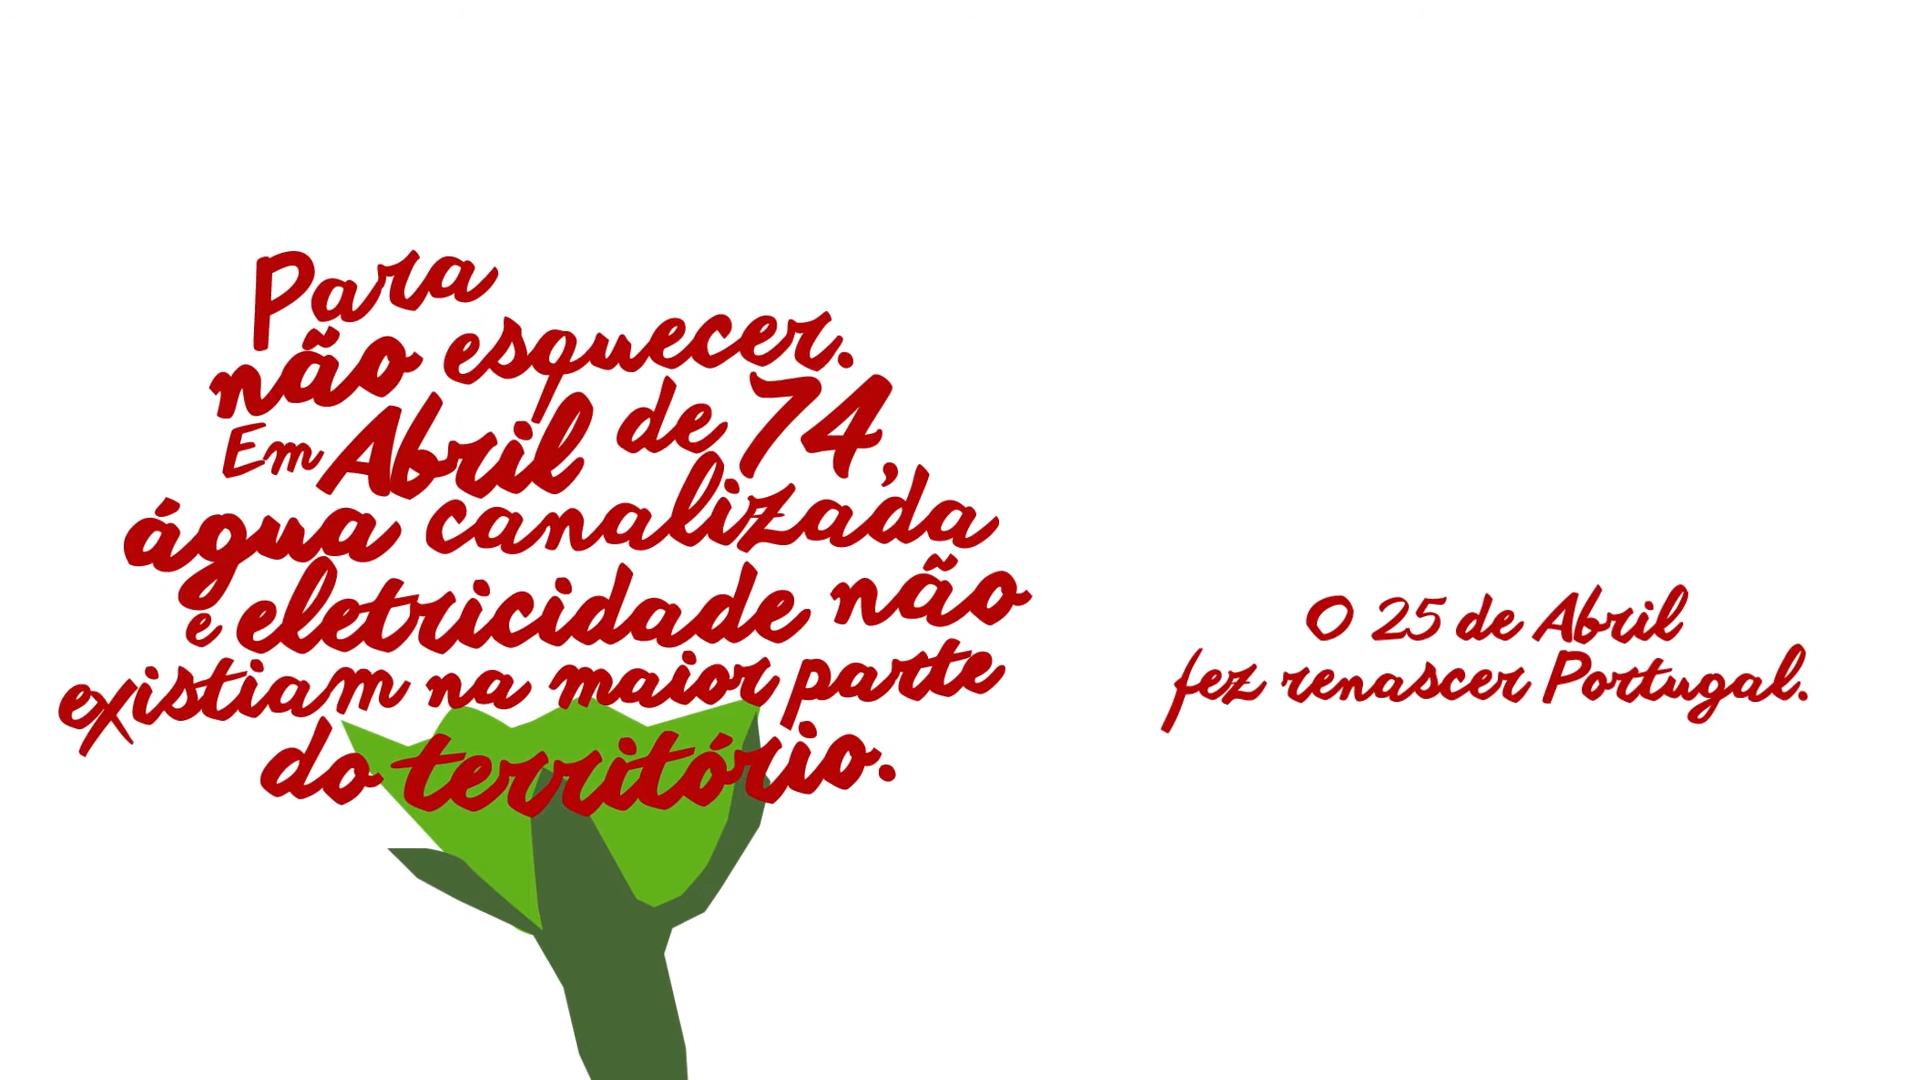 Para
não esquecer.
Em Abril de 74,
água canalizada
e eletricidade não
existiam na maior parte
do território.
O 25 de Abril
fez renascer Portugal.